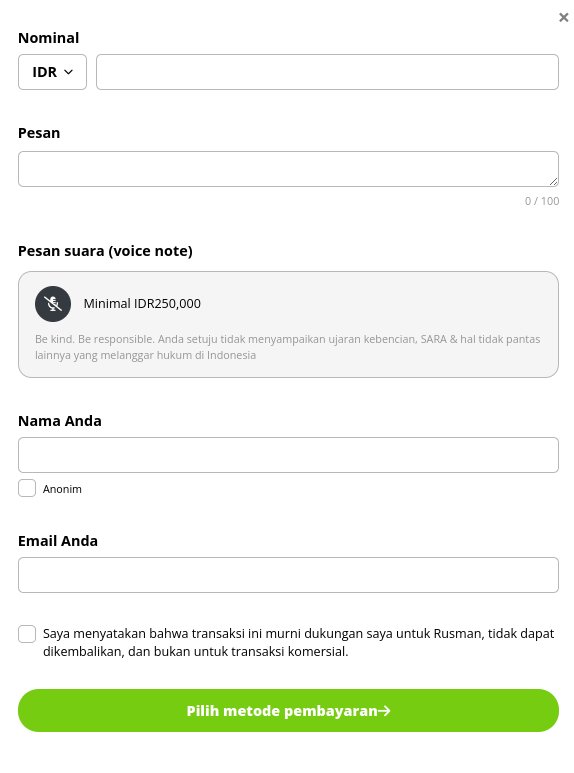 ×
Nominal
IDR
Pesan
0 / 100
Pesan suara (voice note)
Minimal IDR250,000
Be kind. Be responsible. Anda setuju tidak menyampaikan ujaran kebencian, SARA & hal tidak pantas
lainnya yang melanggar hukum di Indonesia
Nama Anda
Anonim
Email Anda
Saya menyatakan bahwa transaksi ini murni dukungan saya untuk Rusman, tidak dapat
dikembalikan, dan bukan untuk transaksi komersial.
Pilih metode pembayaran→